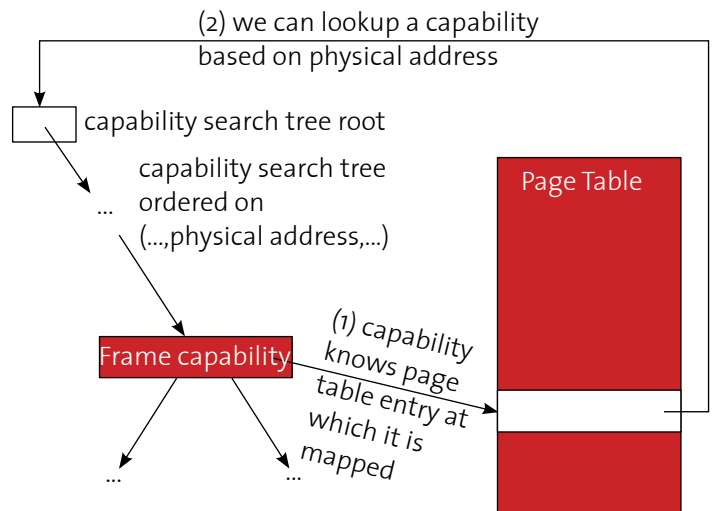 (2) we can lookup a capability
based on physical address
capability search tree root
capability search tree
ordered on
(...,physical address,...)
...
Page Table
Frame capability
(1) capability
knows page
table entry at
which it is
mapped
...
...